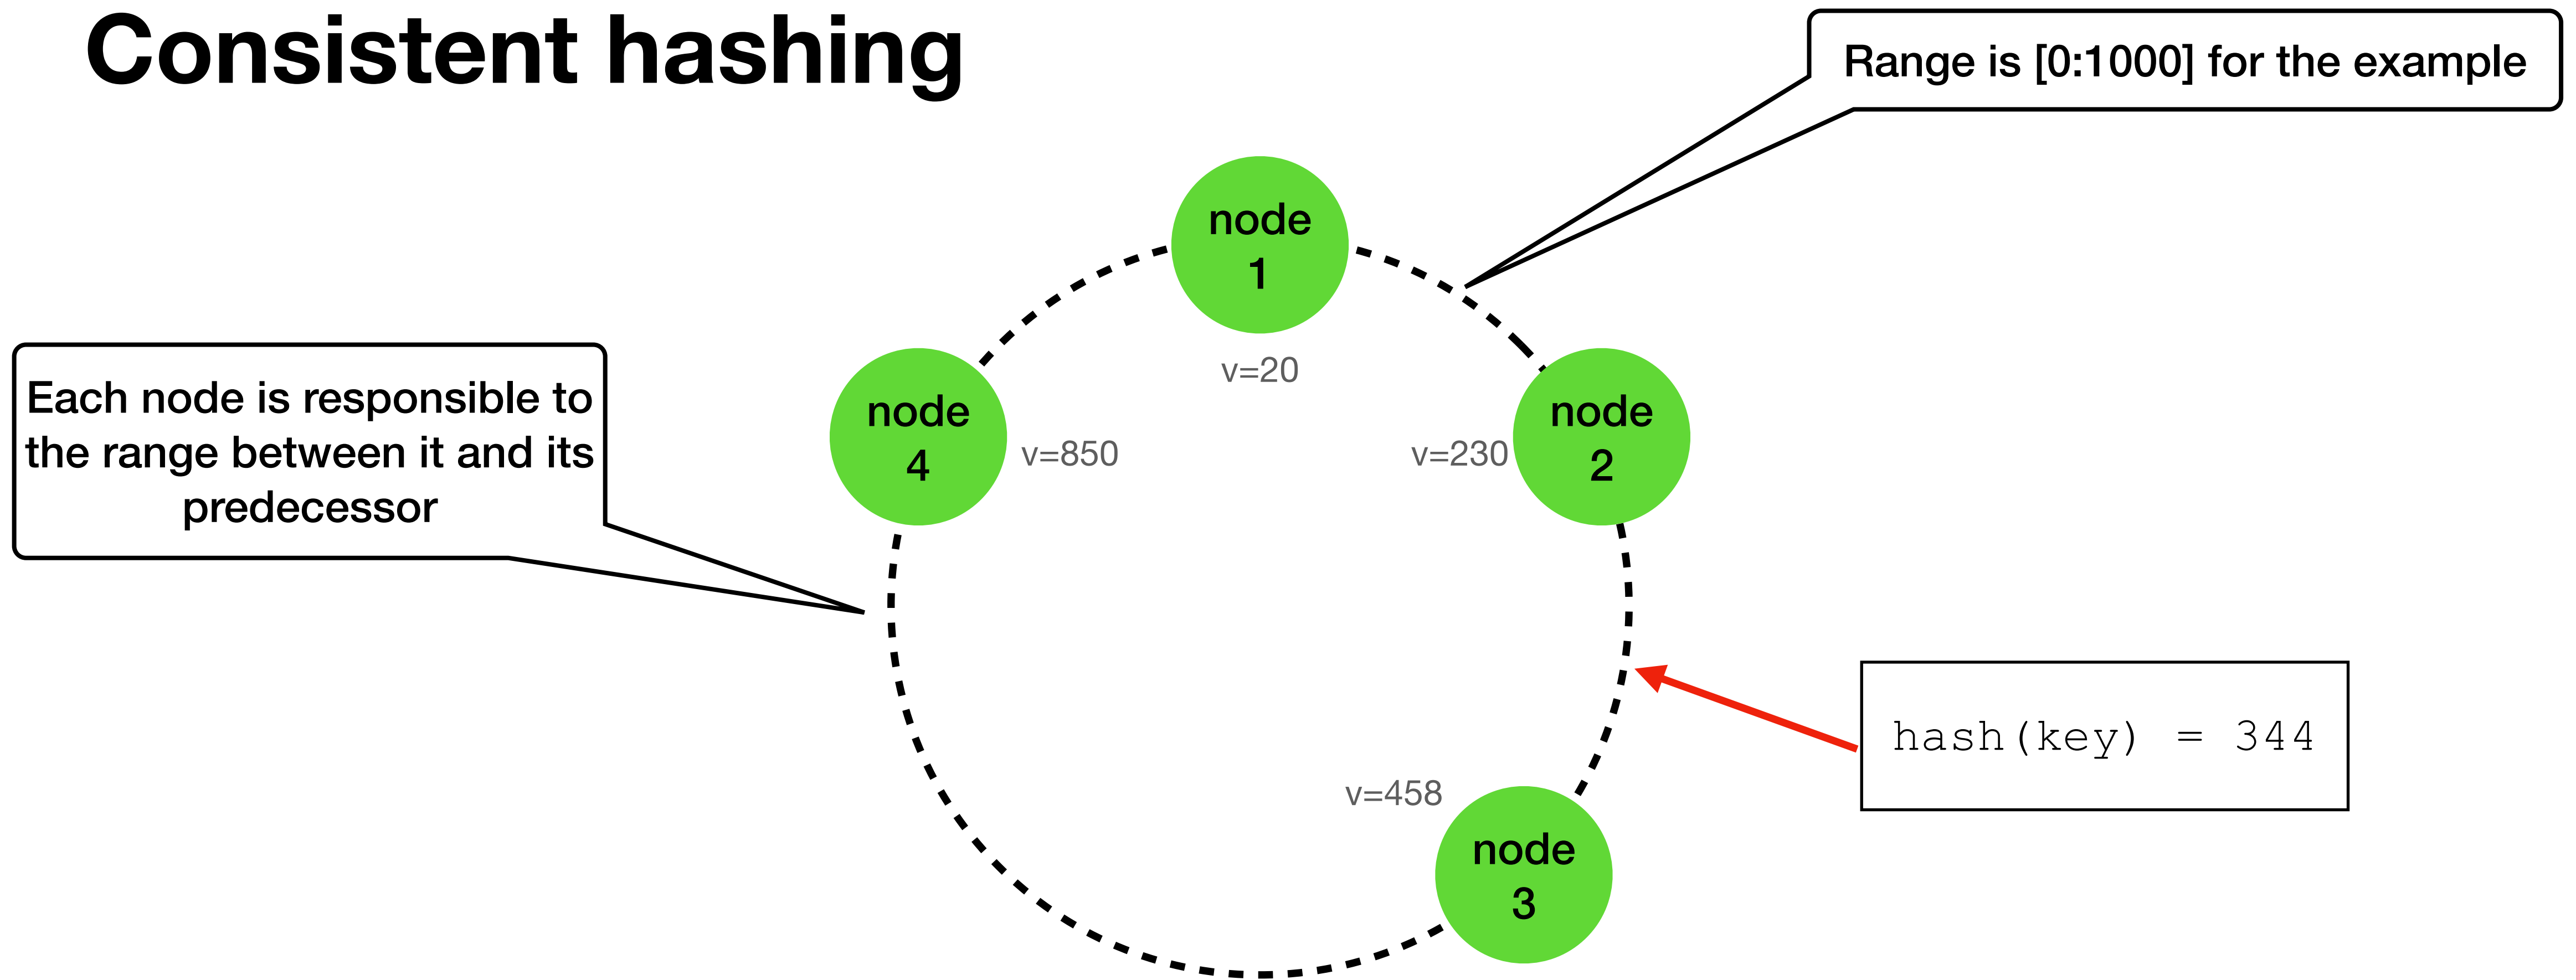 Consistent hashing
Range is [0:1000] for the example
node
1
v=20
Each node is responsible to
the range between it and its
predecessor
node
4
v=850
v=230
node
2
hash(key) = 344
v=458
node
3